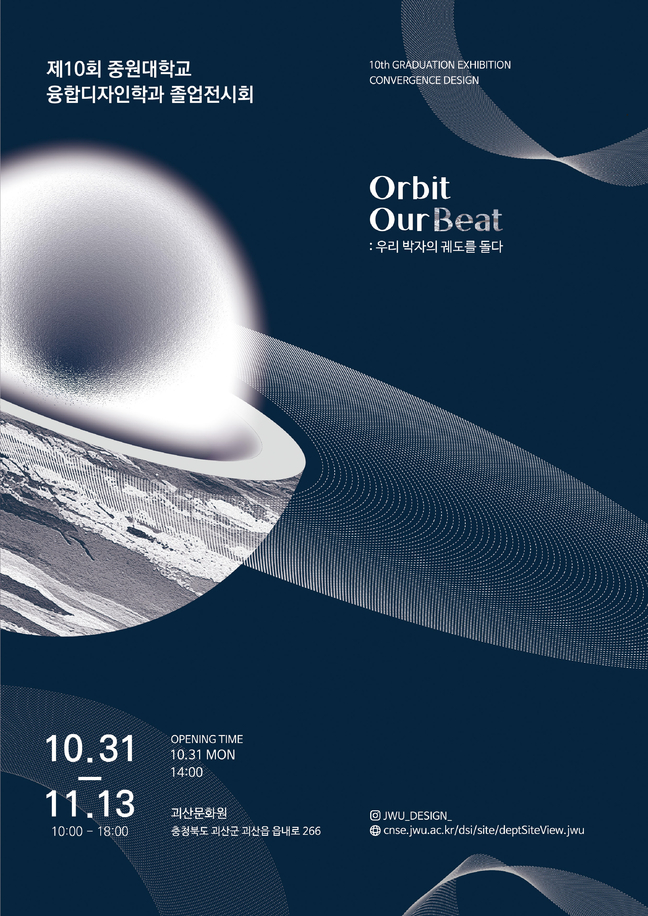 제10회 중원대학교
융합디자인학과 졸업전시회
10th GRADUATION EXHIBITION
CONVERGENCE DESIGN
Orbit
Our Beat
: 우리 박자의 궤도를 돌다
10.31
–
11.13
10:00 – 18:00
OPENING TIME
10.31 MON
14:00
괴산문화원
충청북도 괴산군 괴산읍 읍내로 266
JWU_DESIGN_
cnse.jwu.ac.kr/dsi/site/deptSiteView.jwu